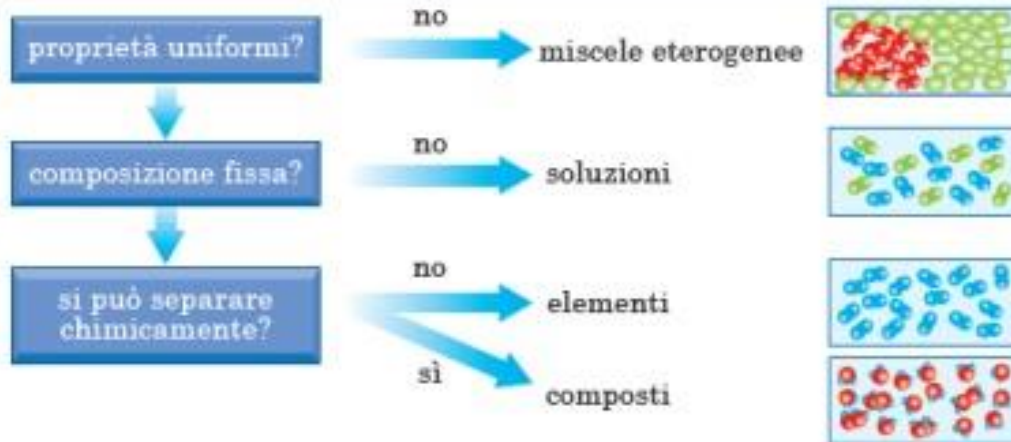 no
proprietà uniformi?
miscele eterogenee
no
composizione fissa?
soluzioni
no
si può separare
chimicamente?
elementi
sì
composti